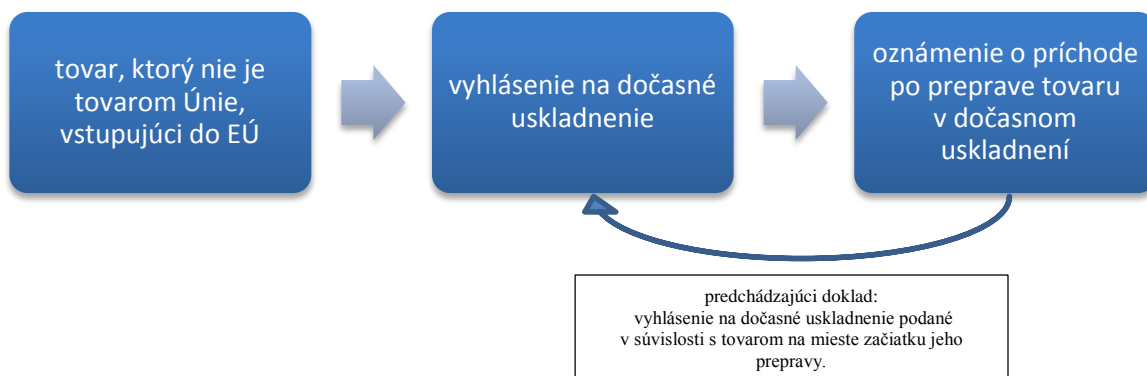 tovar, ktorý nie je
tovarom Únie,
vstupujúci do EÚ
vyhlásenie na dočasné
uskladnenie
oznámenie o príchode
po preprave tovaru
v dočasnom
uskladnení
predchádzajúci doklad:
vyhlásenie na dočasné uskladnenie podané
v súvislosti s tovarom na mieste začiatku jeho
prepravy.